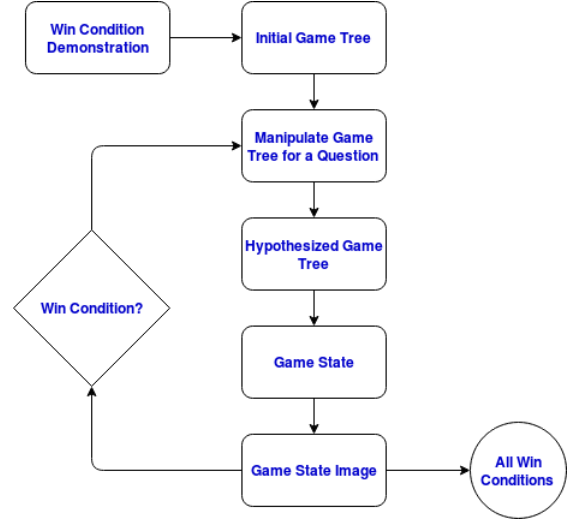 Win Condition
Demonstration
Initial Game Tree
Manipulate Game
Tree for a Question
Hypothesized Game
Tree
Win Condition?
Game State
Game State Image
All Win
Conditions